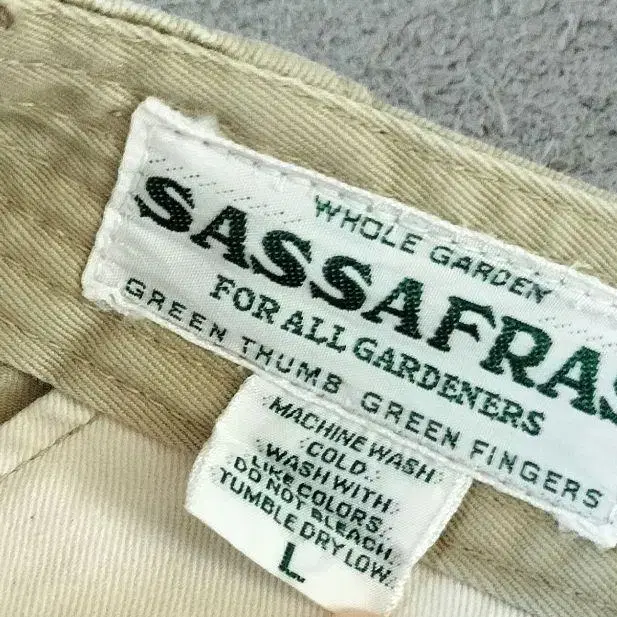 WHOLE GARDEN
SASSAFRAS
FOR ALL GARDENERS
GREEN THUMB GREEN FINGERS
MACHINE WASH
COLD
WASH WITH
LIKE COLORS
DO NOT BLEACH
TUMBLE DRY LOW
L